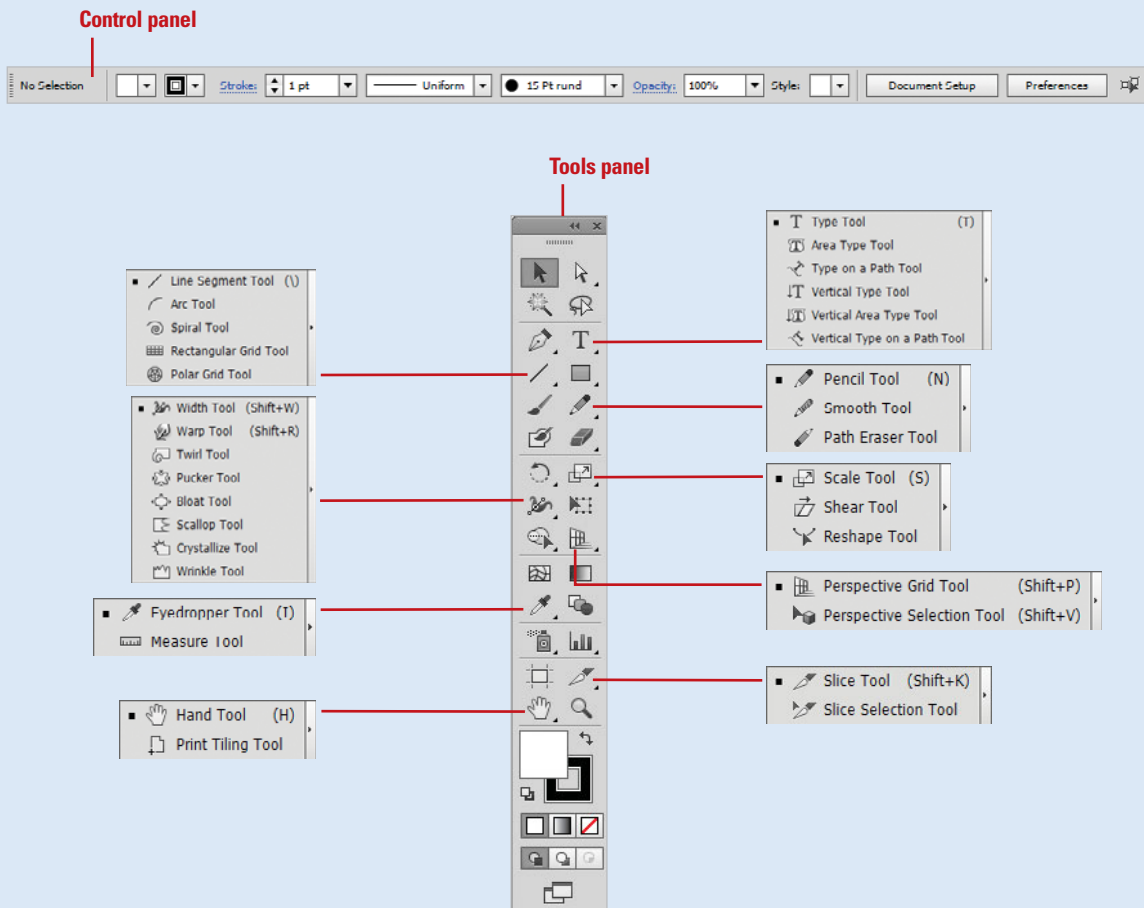 Control panel
No Selection Stroke: 1 pt Uniform 15 Pt rund Opacity: 100% Style: Document Setup Preferences
Tools panel
Line Segment Tool (\)
Arc Tool
Spiral Tool
Rectangular Grid Tool
Polar Grid Tool
Width Tool (Shift+W)
Warp Tool (Shift+R)
Twirl Tool
Pucker Tool
Bloat Tool
Scallop Tool
Crystallize Tool
Wrinkle Tool
Eyedropper Tool (I)
Measure Tool
Hand Tool (H)
Print Tiling Tool
T Type Tool (T)
Area Type Tool
Type on a Path Tool
Vertical Type Tool
Vertical Area Type Tool
Vertical Type on a Path Tool
Pencil Tool (N)
Smooth Tool
Path Eraser Tool
Scale Tool (S)
Shear Tool
Reshape Tool
Perspective Grid Tool (Shift+P)
Perspective Selection Tool (Shift+V)
Slice Tool (Shift+K)
Slice Selection Tool